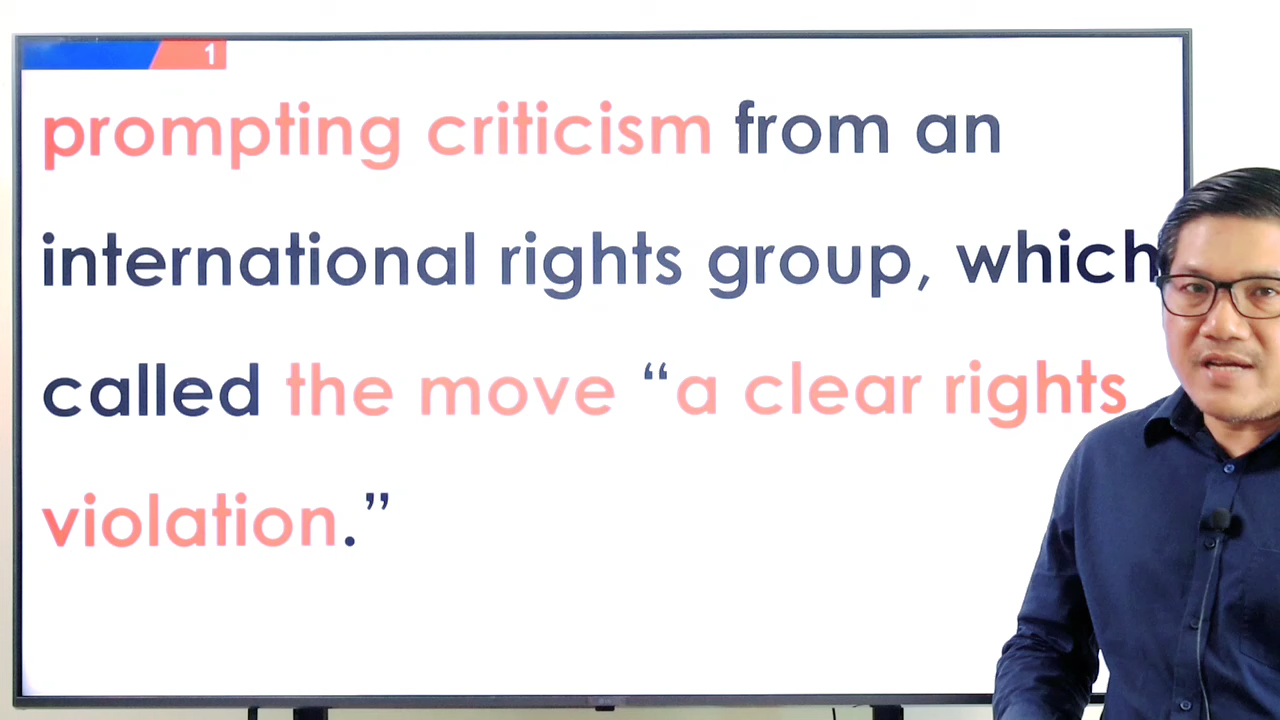 1
prompting criticism from an
international rights group, which
called the move “a clear rights
violation.”